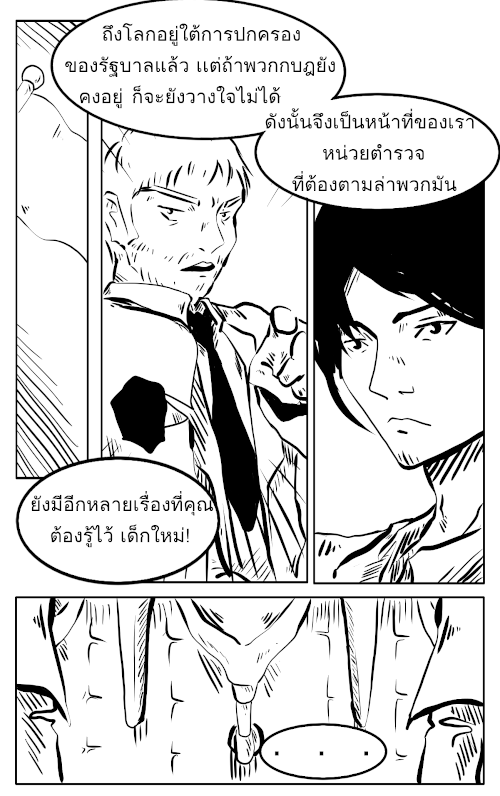 ถึงโลกอยู่ใต้การปกครอง
ของรัฐบาลแล้ว แต่ถ้าพวกกบฏยัง
คงอยู่ ก็จะยังวางใจไม่ได้
ดังนั้นจึงเป็นหน้าที่ของเรา
หน่วยตำรวจ
ที่ต้องตามล่าพวกมัน
ยังมีอีกหลายเรื่องที่คุณ
ต้องรู้ไว้ เด็กใหม่!
. . .